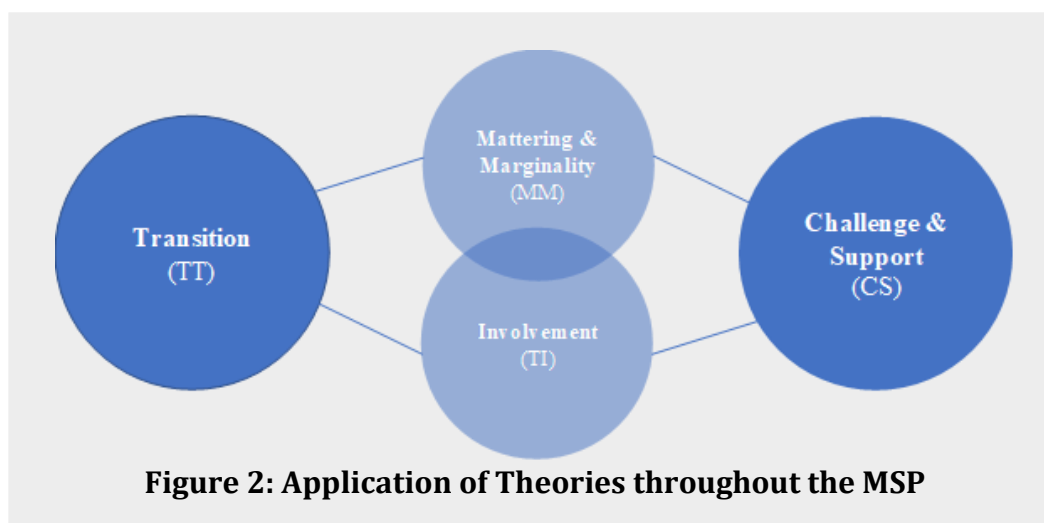 Transition
(TT)
Mattering &
Marginality
(MM)
Involvement
(TI)
Challenge &
Support
(CS)
Figure 2: Application of Theories throughout the MSP